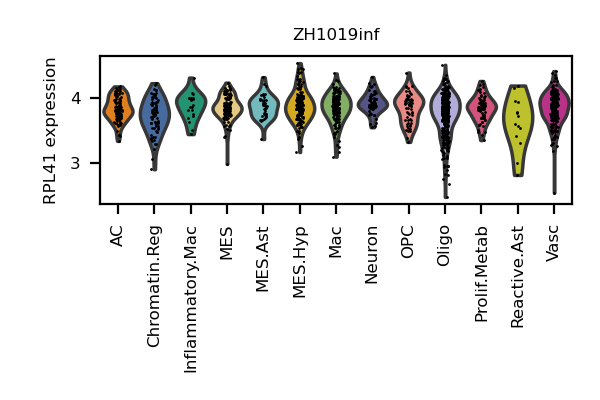 ZH1019inf
RPL41 expression
4
3
AC
Chromatin.Reg
Inflammatory.Mac
MES
MES.Ast
MES.Hyp
Mac
Neuron
OPC
Oligo
Prolif.Metab
Reactive.Ast
Vasc